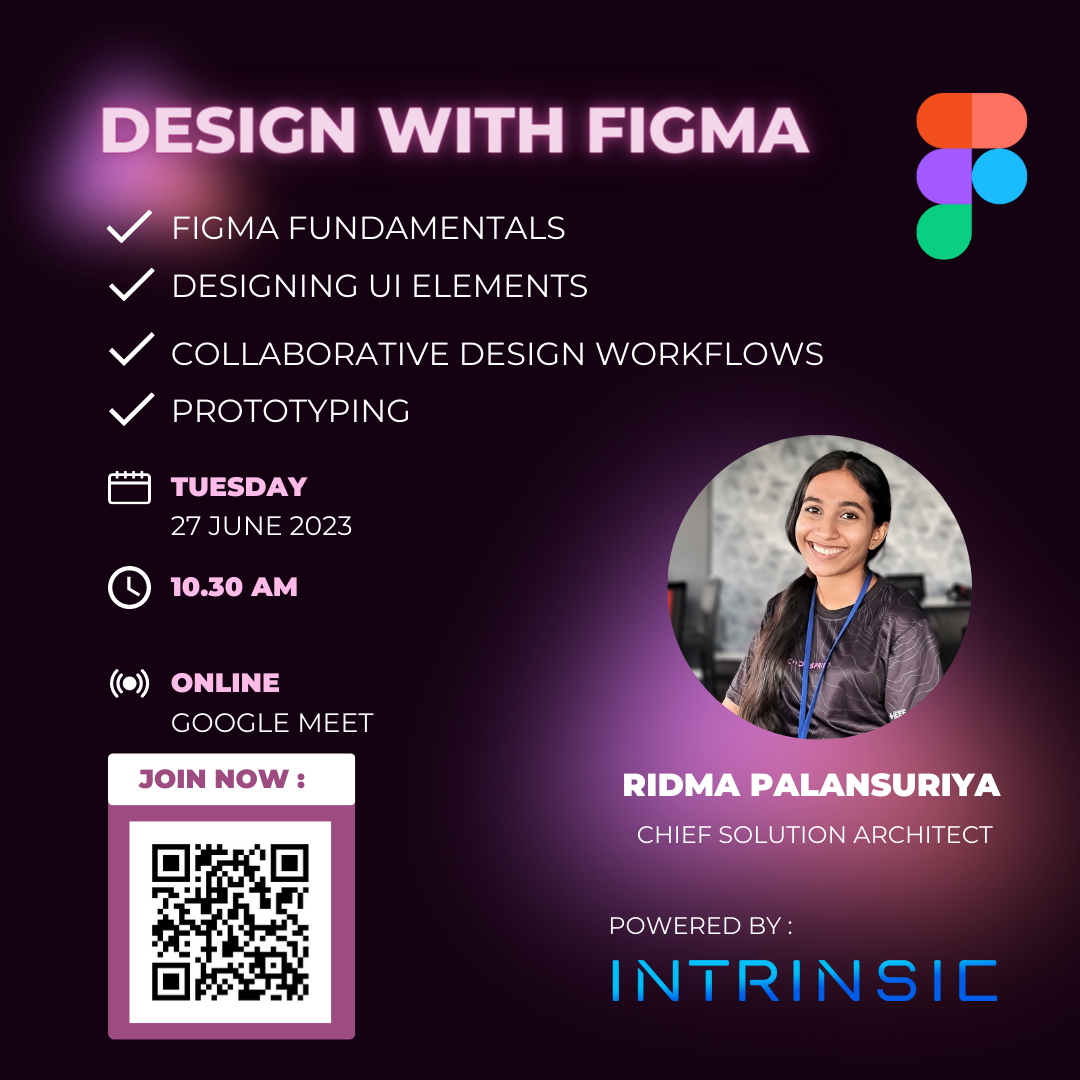 DESIGN WITH FIGMA
FIGMA FUNDAMENTALS
DESIGNING UI ELEMENTS
COLLABORATIVE DESIGN WORKFLOWS
PROTOTYPING
TUESDAY
27 JUNE 2023
10.30 AM
ONLINE
GOOGLE MEET
JOIN NOW :
RIDMA PALANSURIYA
CHIEF SOLUTION ARCHITECT
POWERED BY :
INTRINSIC